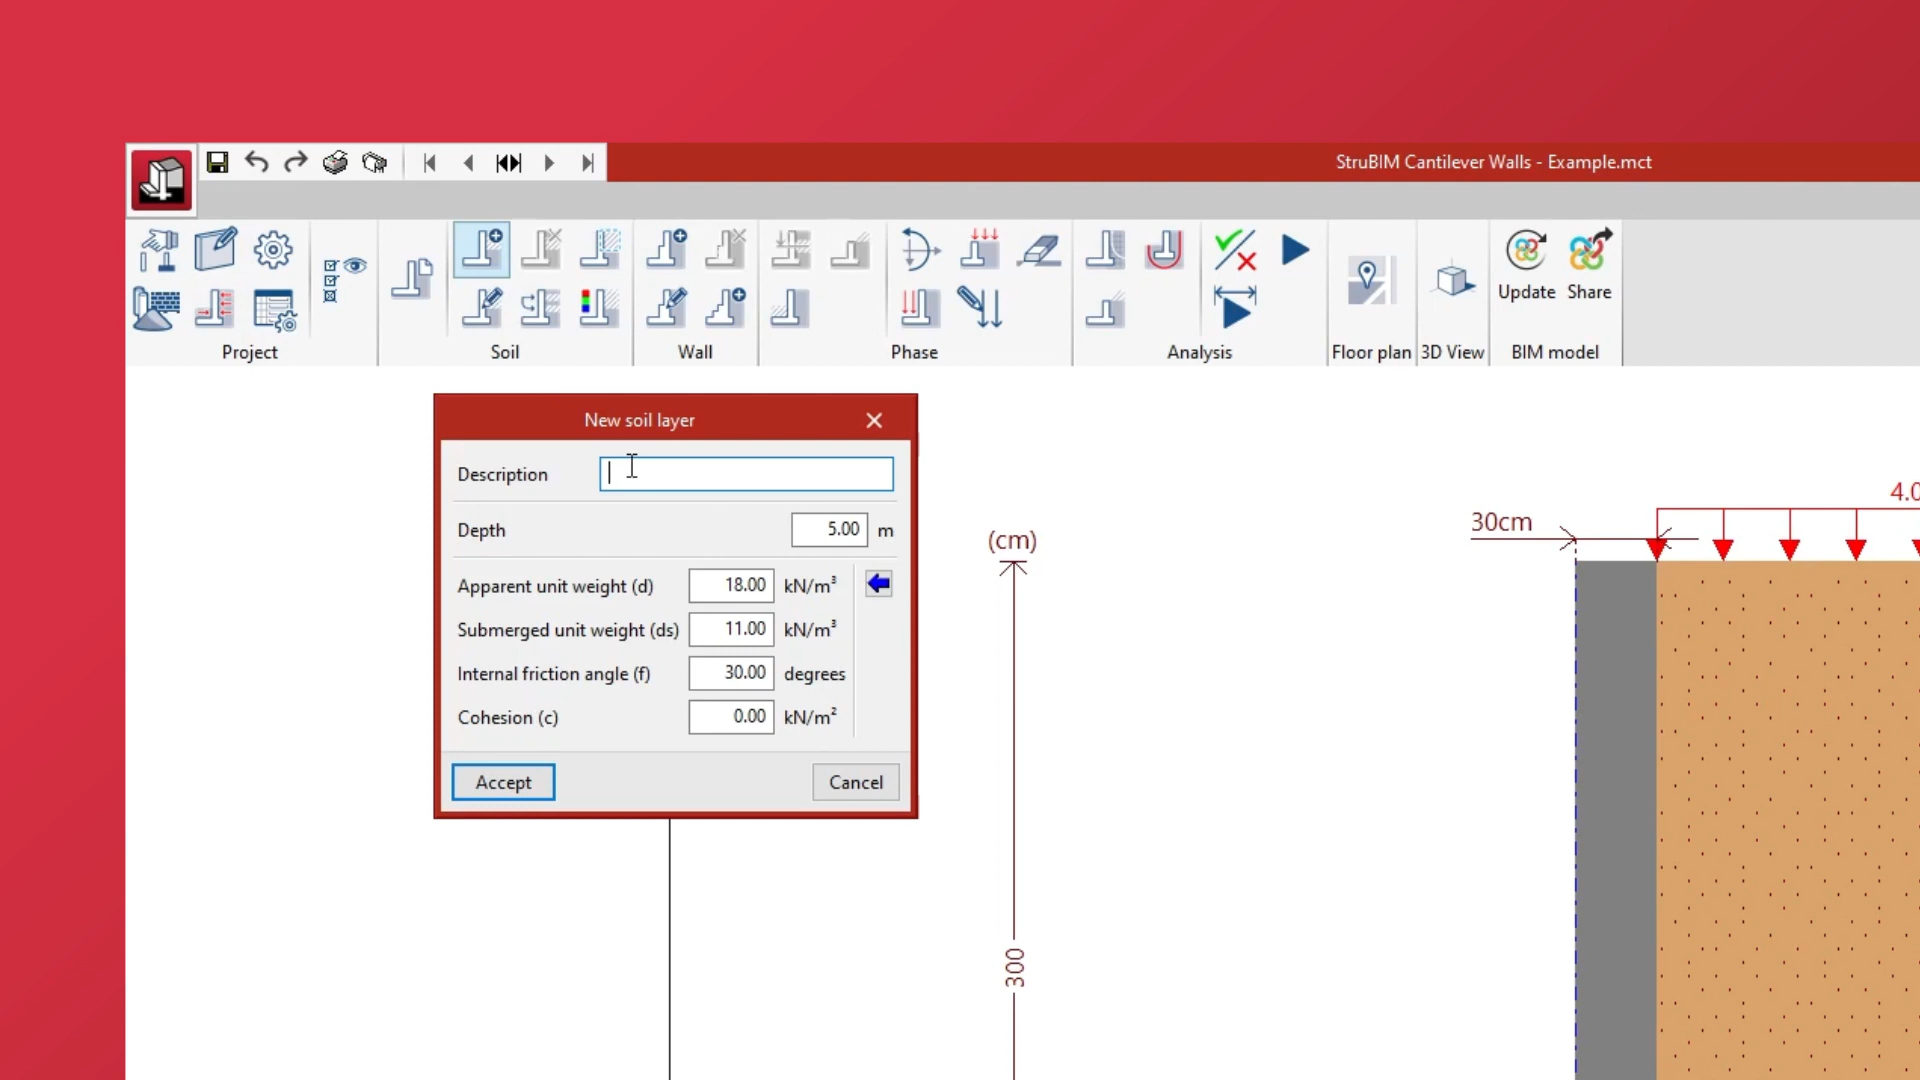 StruBIM Cantilever Walls - Example.mct
Update
Share
Project
Soil
Wall
Phase
Analysis
Floor plan
3D View
BIM model
New soil layer
Description
Depth
5.00
m
Apparent unit weight (d)
18.00
kN/m³
Submerged unit weight (ds)
11.00
kN/m³
Internal friction angle (f)
30.00
degrees
Cohesion (c)
0.00
kN/m²
Accept
Cancel
(cm)
300
30cm